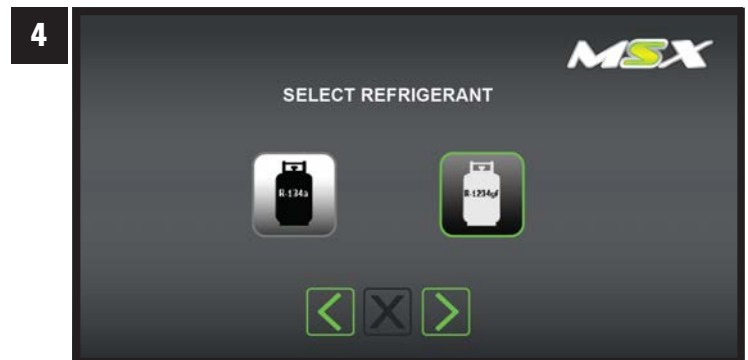 4
MSX
SELECT REFRIGERANT
R-134a
R-1234yf
X